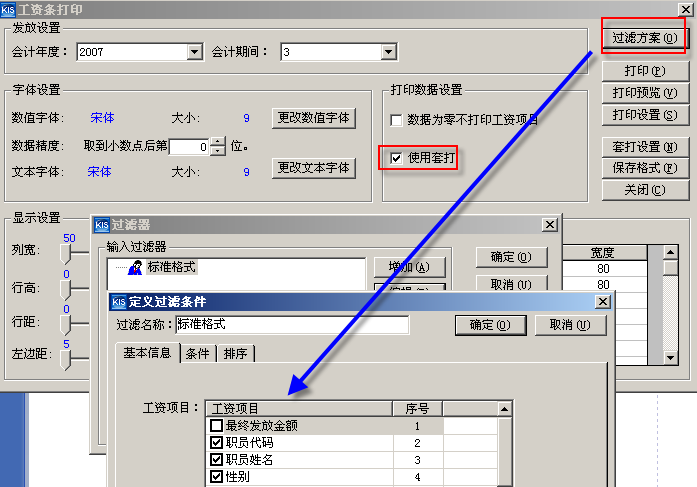 KIS 工资条打印
发放设置
会计年度： 2007 会计期间： 3
过滤方案(O)
打印(P)
打印预览(V)
打印设置(S)
套打设置(N)
保存格式(F)
关闭(C)
字体设置
数值字体: 宋体 大小: 9 更改数值字体
数据精度: 取到小数点后第 0 位。
文本字体: 宋体 大小: 9 更改文本字体
打印数据设置
数据为零不打印工资项目
使用套打
显示设置
列宽: 50
行高: 0
行距: 0
左边距: 5
宽度
80
80
KIS 过滤器
输入过滤器
标准格式
增加(A)
确定(O)
取消(U)
KIS 定义过滤条件
过滤名称: 标准格式 确定(O) 取消(U)
基本信息 条件 排序
工资项目: 工资项目 序号
最终发放金额 1
职员代码 2
职员姓名 3
性别 4